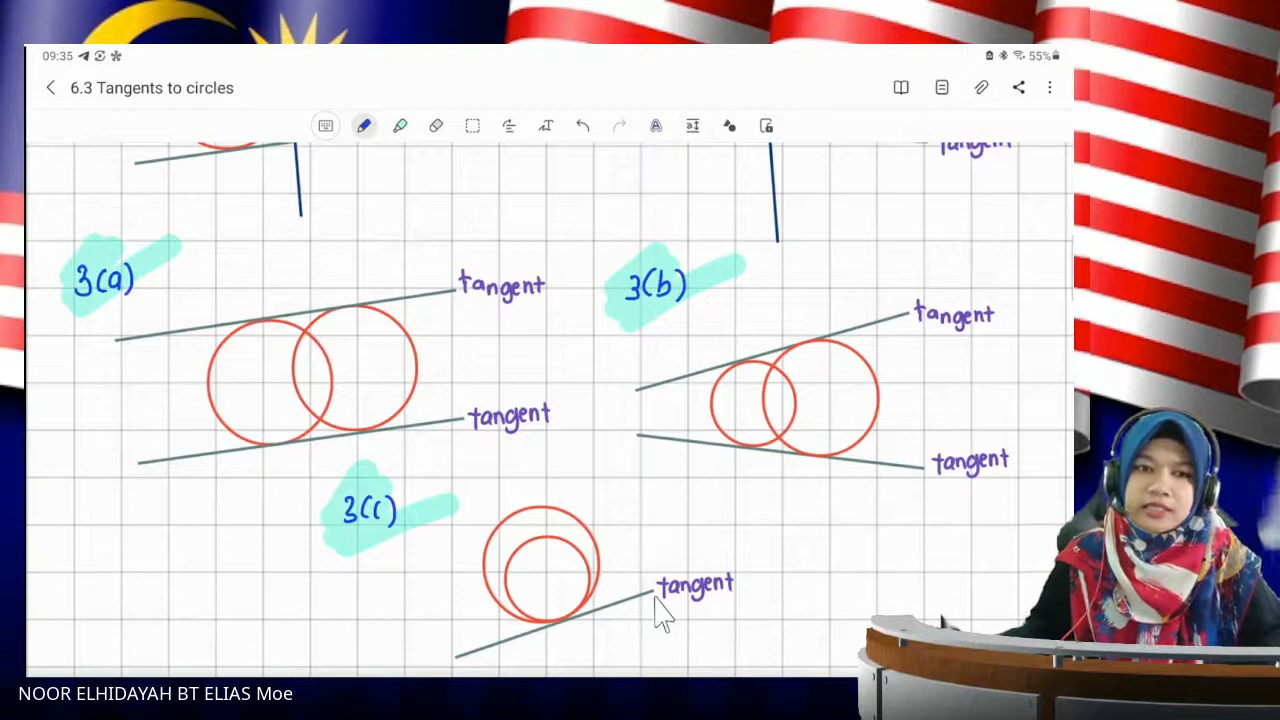 09:35
55%
6.3 Tangents to circles
tangent
3(a)
tangent
tangent
3(b)
tangent
tangent
3(c)
tangent
NOOR ELHIDAYAH BT ELIAS Moe